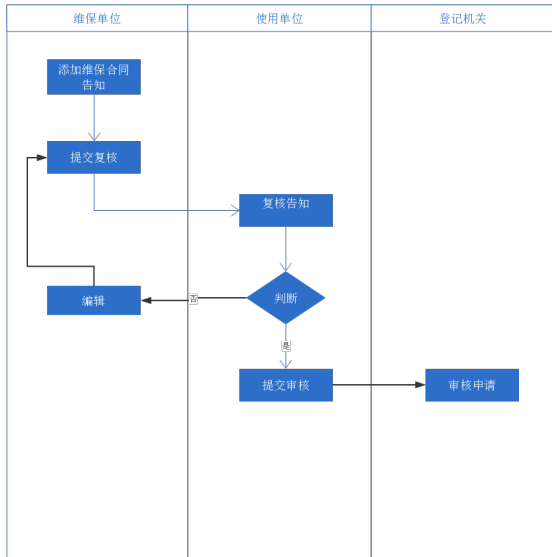 维保单位
使用单位
登记机关
添加维保合同
告知
提交复核
复核告知
编辑
否
判断
是
提交审核
审核申请